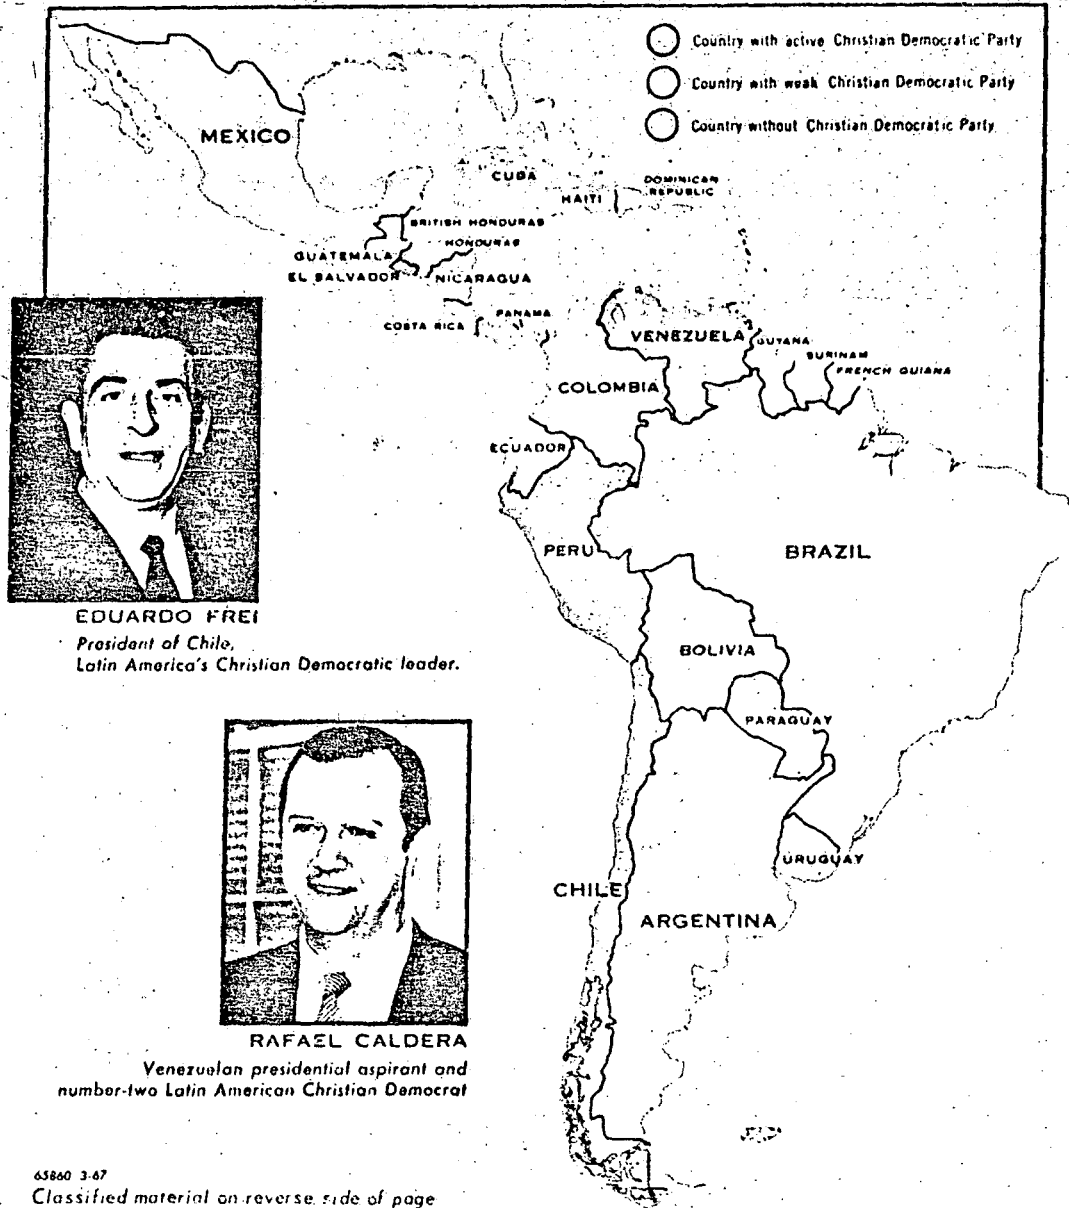 Country with active Christian Democratic Party
Country with weak Christian Democratic Party
Country without Christian Democratic Party
MEXICO
CUBA
HAITI
DOMINICAN
REPUBLIC
BRITISH HONDURAS
HONDURAS
GUATEMALA
EL SALVADOR
NICARAGUA
COSTA RICA
PANAMA
VENEZUELA
GUYANA
SURINAM
FRENCH GUIANA
COLOMBIA
ECUADOR
PERU
BRAZIL
EDUARDO FREI
President of Chile,
Latin America's Christian Democratic leader.
BOLIVIA
PARAGUAY
URUGUAY
CHILE
ARGENTINA
RAFAEL CALDERA
Venezuelan presidential aspirant and
number-two Latin American Christian Democrat
65860 3-67
Classified material on reverse side of page